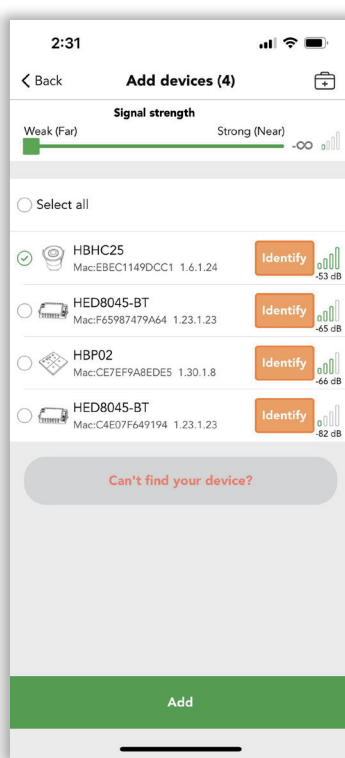 2:31
Back
Add devices (4)
Signal strength
Weak (Far) Strong (Near)
-∞
Select all
HBHC25
Mac:EBEC1149DCC1 1.6.1.24
Identify
-53 dB
HED8045-BT
Mac:F65987479A64 1.23.1.23
Identify
-65 dB
HBP02
Mac:CE7EF9A8EDE5 1.30.1.8
Identify
-66 dB
HED8045-BT
Mac:C4E07F649194 1.23.1.23
Identify
-82 dB
Can't find your device?
Add